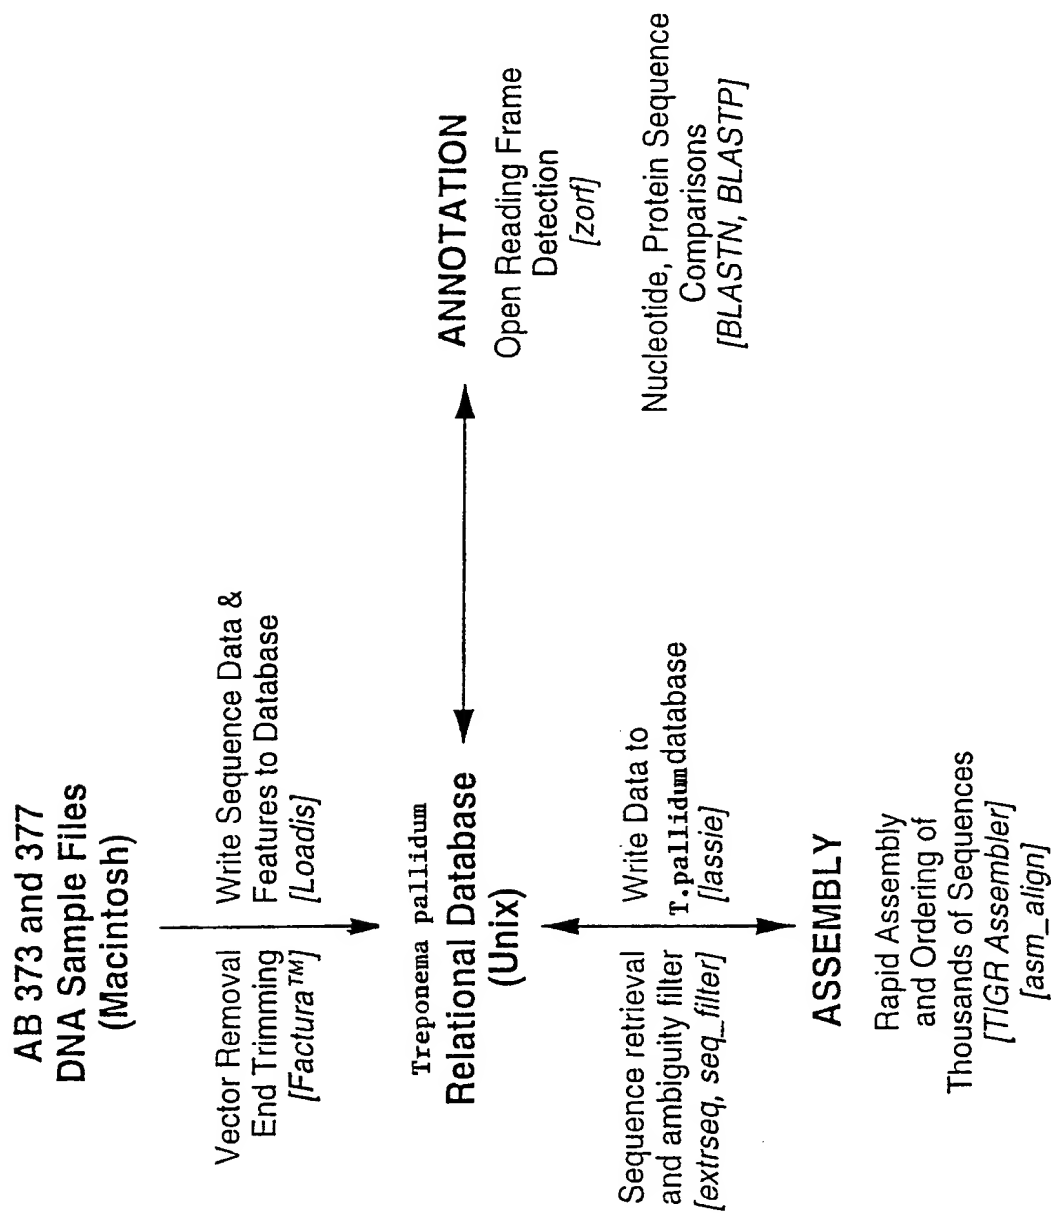 AB 373 and 377
DNA Sample Files
(Macintosh)
Vector Removal
End Trimming
[Factura™]
Write Sequence Data &
Features to Database
[Loadis]
Treponema pallidum
Relational Database
(Unix)
ANNOTATION
Open Reading Frame
Detection
[zorf]
Nucleotide, Protein Sequence
Comparisons
[BLASTN, BLASTP]
Sequence retrieval
and ambiguity filter
[extrseq, seq_filter]
Write Data to
T.pallidum database
[lassie]
ASSEMBLY
Rapid Assembly
and Ordering of
Thousands of Sequences
[TIGR Assembler]
[asm_align]